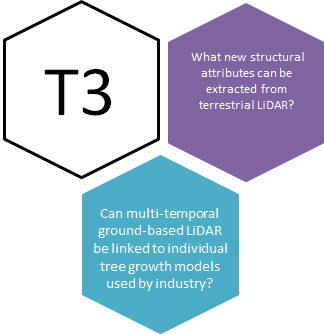 T3
What new structural
attributes can be
extracted from
terrestrial LiDAR?
Can multi-temporal
ground-based LiDAR
be linked to individual
tree growth models
used by industry?